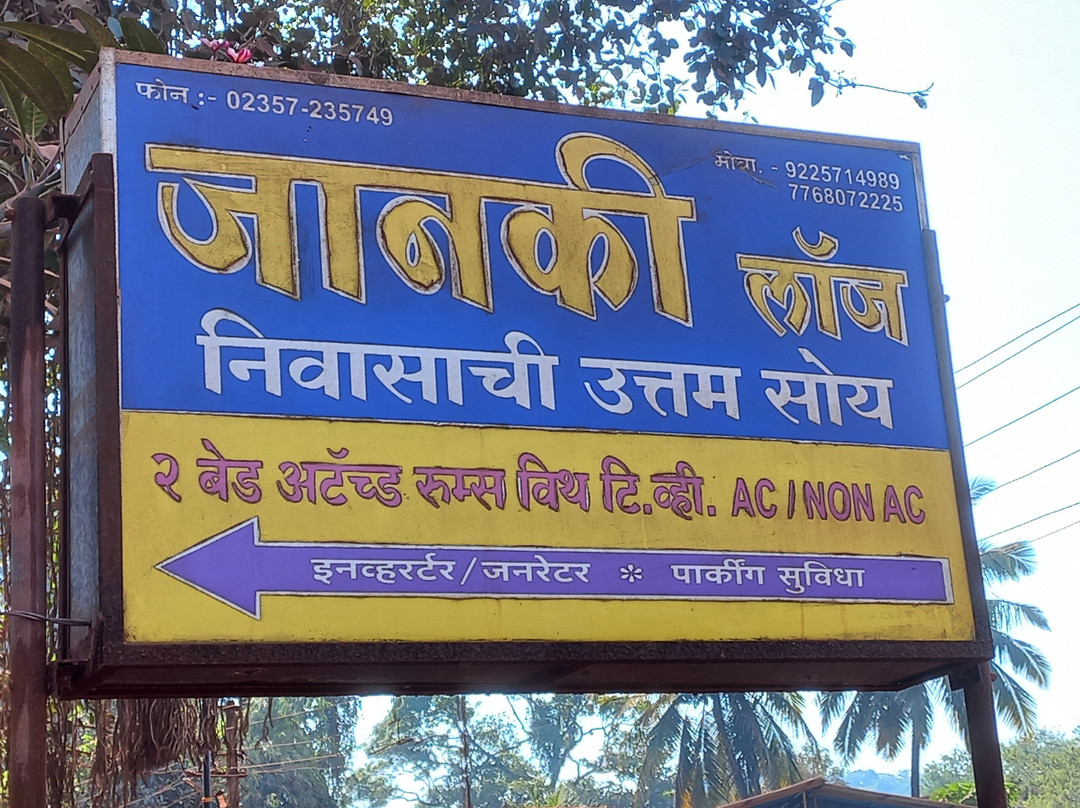 फोन :- 02357-235749
मोबा. - 9225714989
7768072225
जानकी लॉज
निवासाची उत्तम सोय
२ बेड अटॅच्ड रुम्स विथ टि.व्ही. AC / NON AC
इनव्हरर्टर/जनरेटर * पार्कींग सुविधा